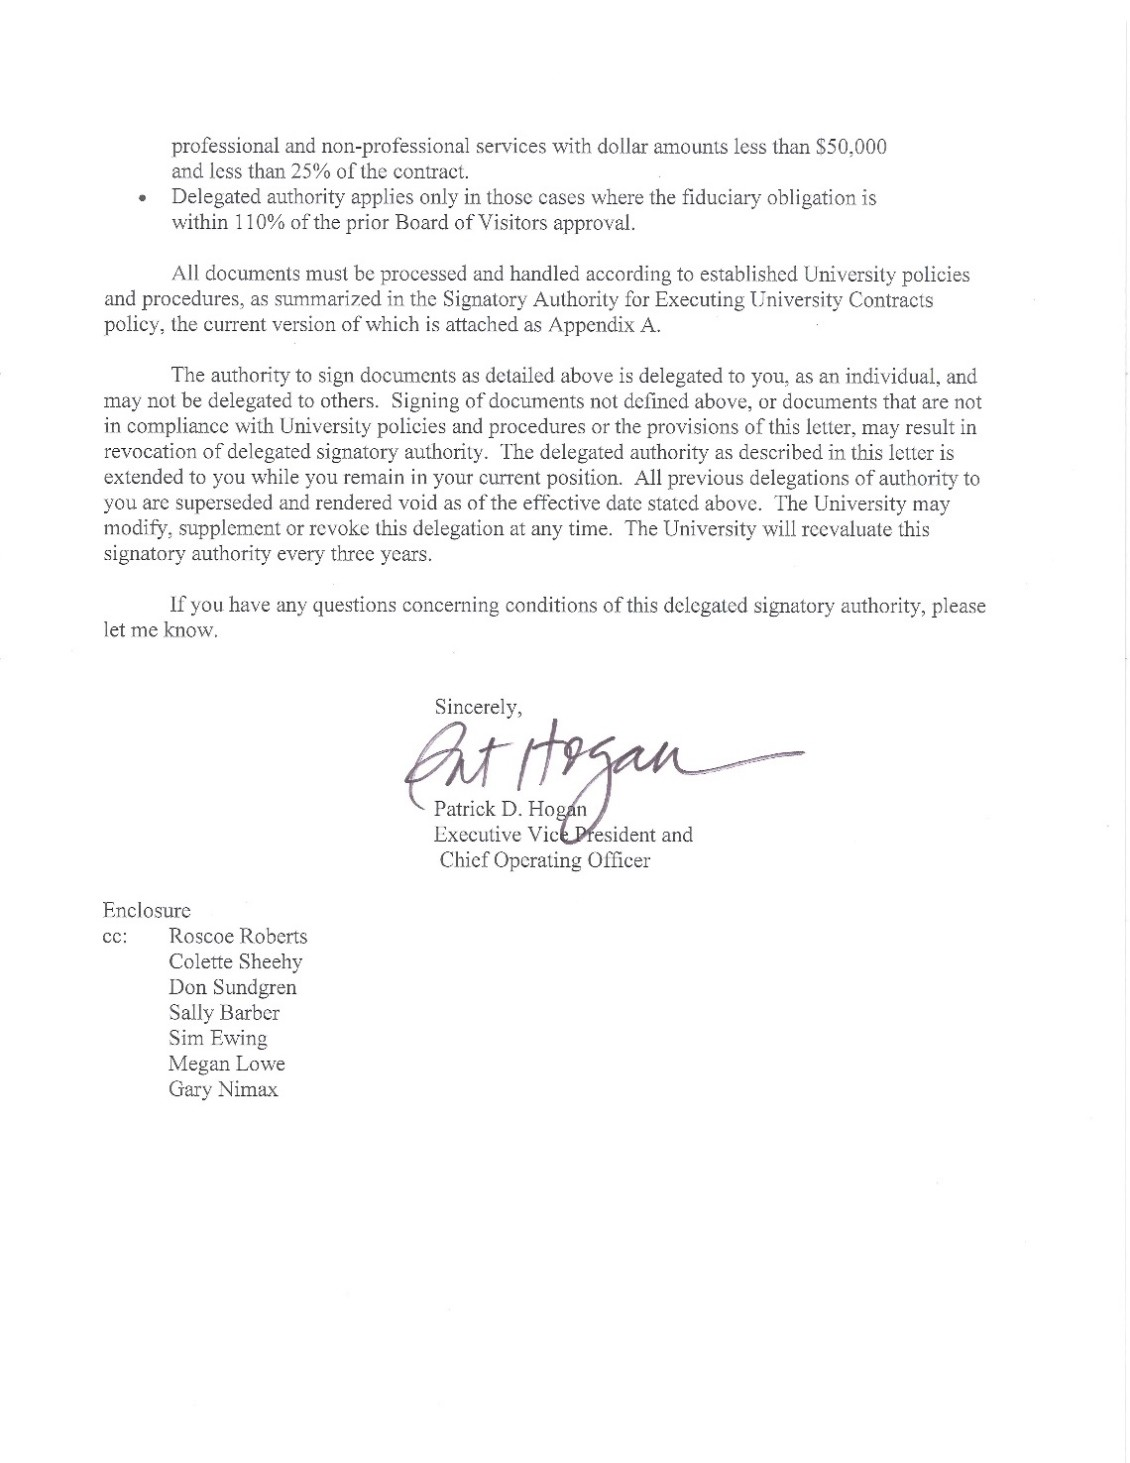 professional and non-professional services with dollar amounts less than $50,000
and less than 25% of the contract.
• Delegated authority applies only in those cases where the fiduciary obligation is
within 110% of the prior Board of Visitors approval.
All documents must be processed and handled according to established University policies
and procedures, as summarized in the Signatory Authority for Executing University Contracts
policy, the current version of which is attached as Appendix A.
The authority to sign documents as detailed above is delegated to you, as an individual, and
may not be delegated to others. Signing of documents not defined above, or documents that are not
in compliance with University policies and procedures or the provisions of this letter, may result in
revocation of delegated signatory authority. The delegated authority as described in this letter is
extended to you while you remain in your current position. All previous delegations of authority to
you are superseded and rendered void as of the effective date stated above. The University may
modify, supplement or revoke this delegation at any time. The University will reevaluate this
signatory authority every three years.
If you have any questions concerning conditions of this delegated signatory authority, please
let me know.
Sincerely,
Pat Hogan
Patrick D. Hogan
Executive Vice President and
Chief Operating Officer
Enclosure
cc: Roscoe Roberts
Colette Sheehy
Don Sundgren
Sally Barber
Sim Ewing
Megan Lowe
Gary Nimax